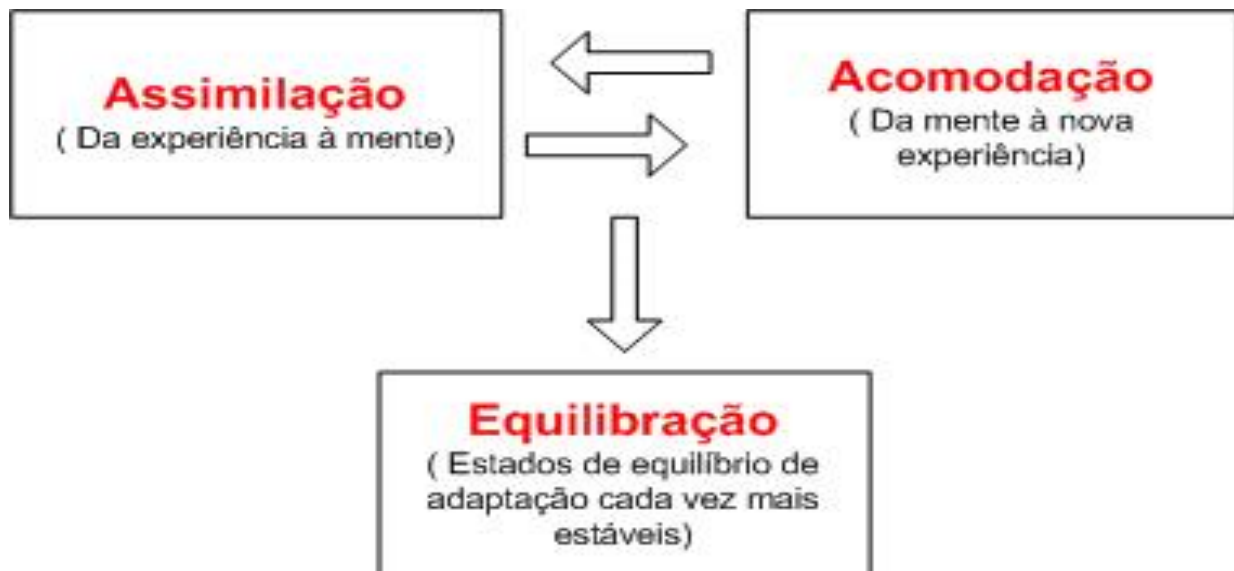 Assimilação
( Da experiência à mente)
Acomodação
( Da mente à nova
experiência)
Equilibração
( Estados de equilíbrio de
adaptação cada vez mais
estáveis)